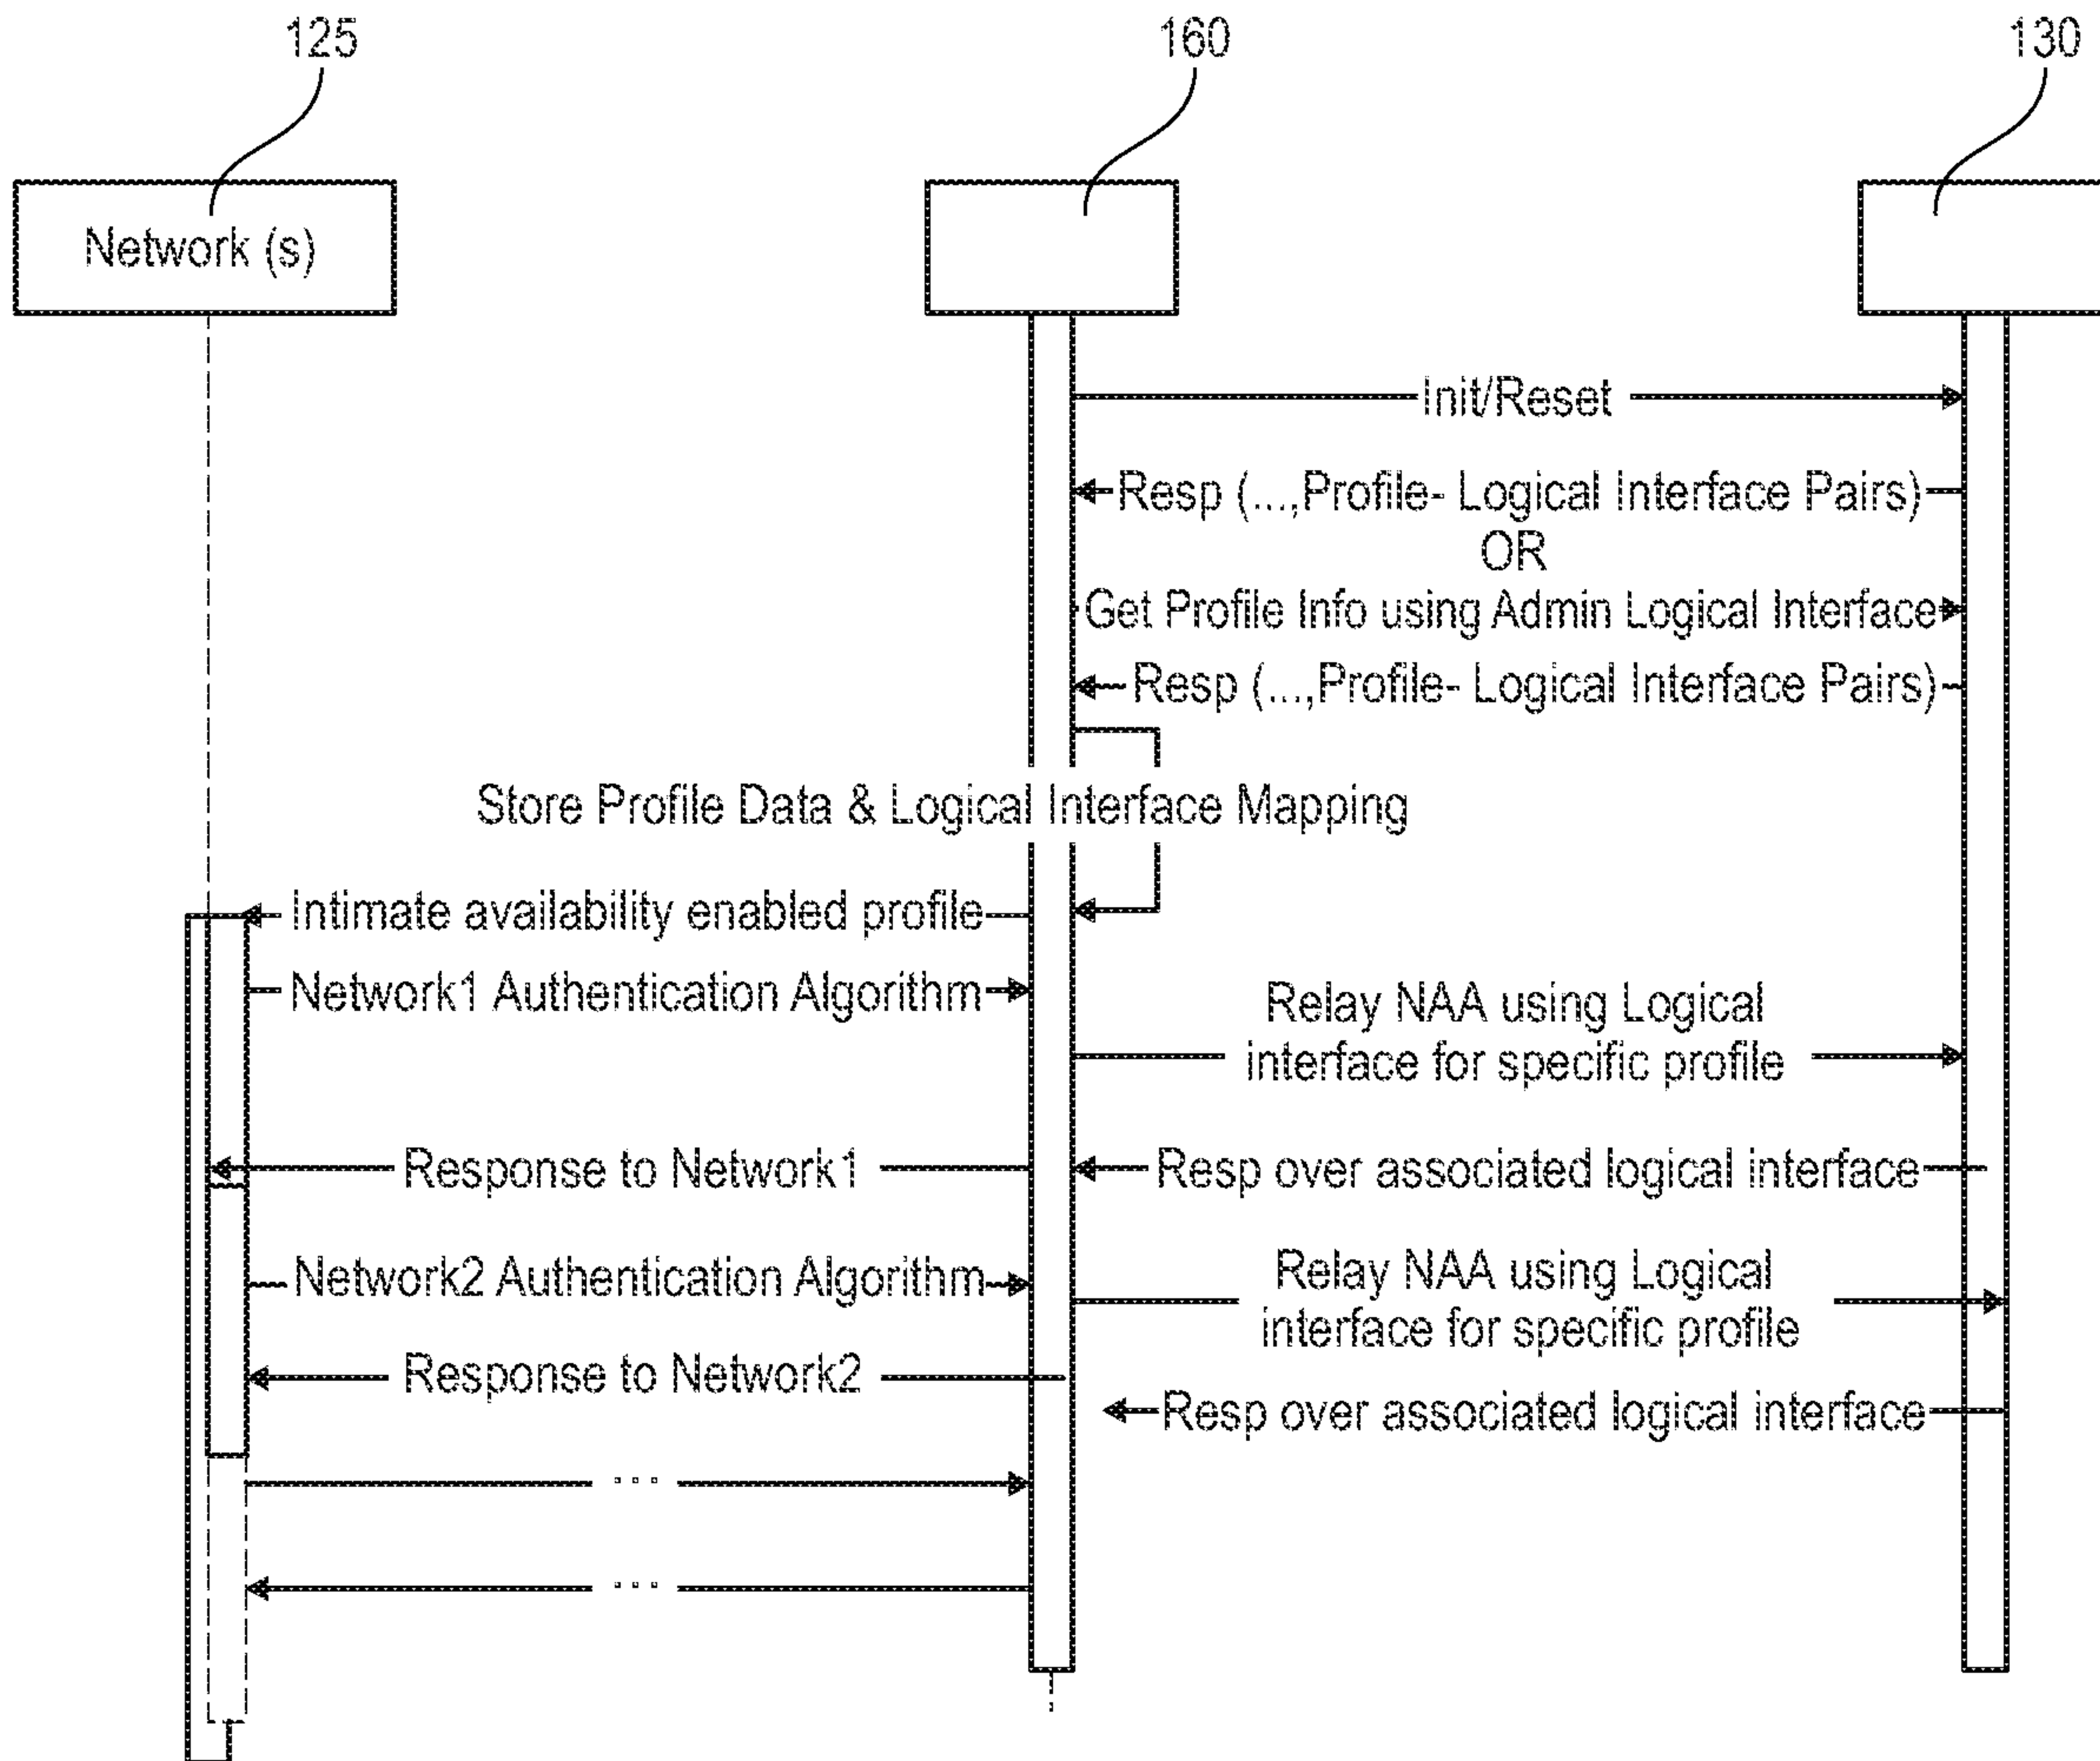 125
160
130
Network (s)
Init/Reset
Resp (...,Profile- Logical Interface Pairs)
OR
Get Profile Info using Admin Logical Interface
Resp (...,Profile- Logical Interface Pairs)
Store Profile Data & Logical Interface Mapping
Intimate availability enabled profile
Network1 Authentication Algorithm
Relay NAA using Logical
interface for specific profile
Response to Network1
Resp over associated logical interface
Network2 Authentication Algorithm
Relay NAA using Logical
interface for specific profile
Response to Network2
Resp over associated logical interface
...
...